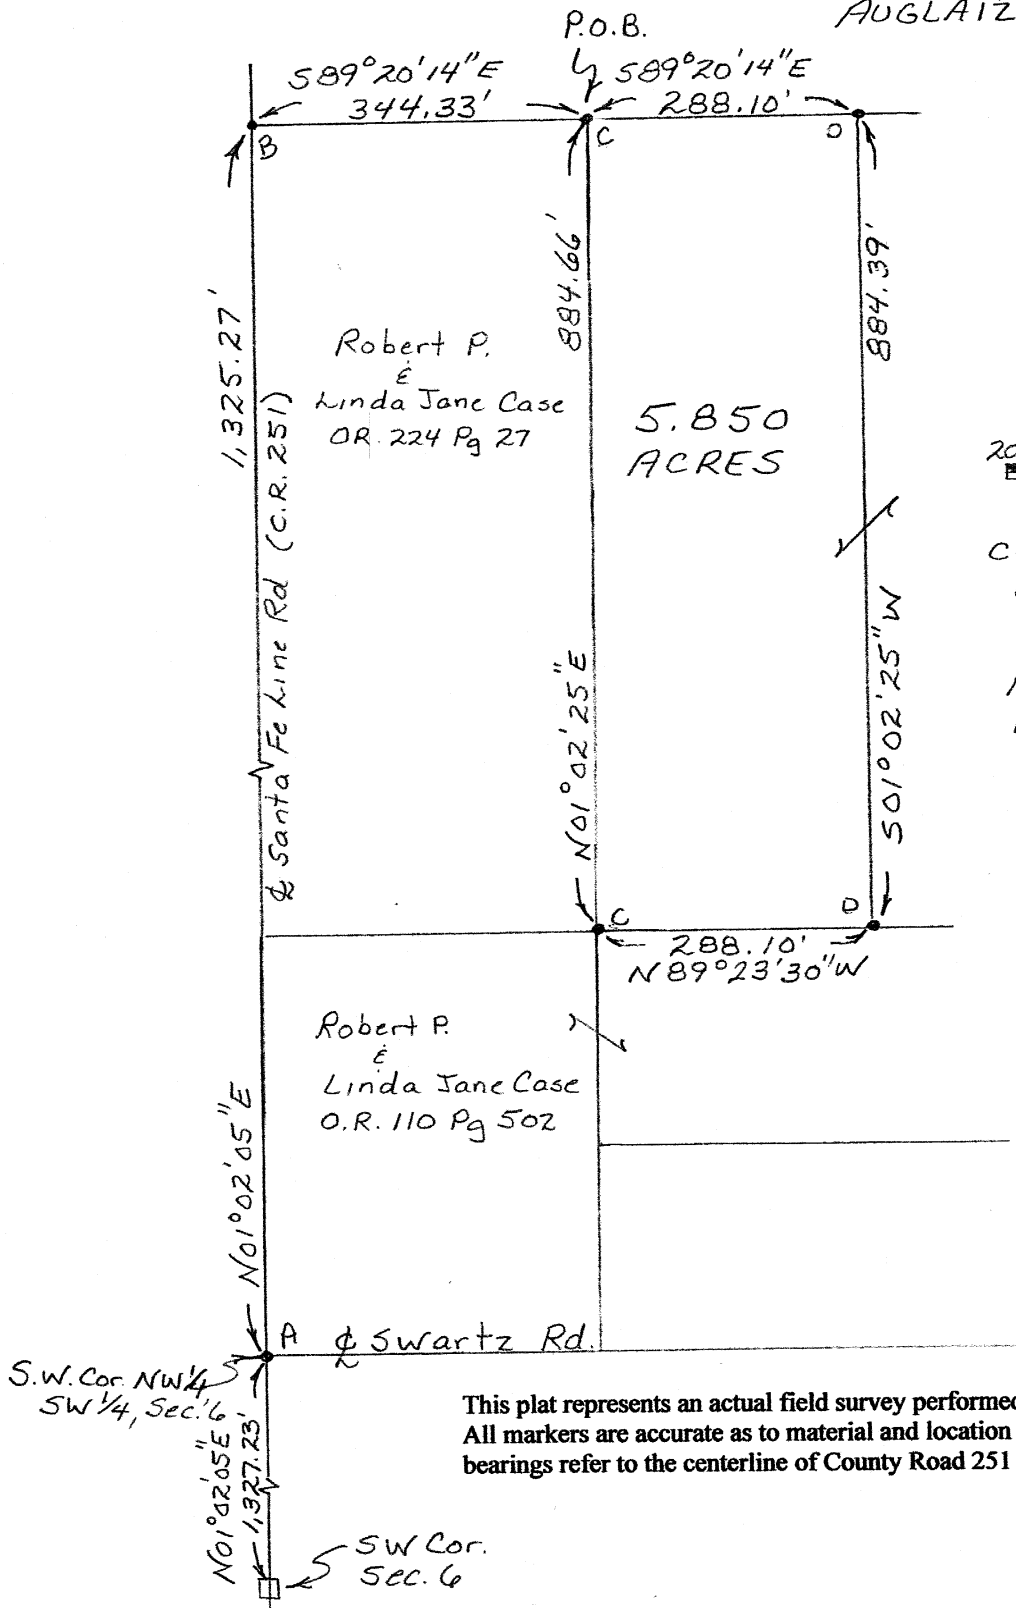 AUGLAIZ
P.O.B.
S89°20'14"E
344.33'
S89°20'14"E
288.10'
B
C
D
1,325.27'
884.66'
884.39'
Robert P.
&
Linda Jane Case
OR. 224 Pg 27
5.850
ACRES
20
C
℄ Santa Fe Line Rd (C.R. 251)
N01°02'25"E
S01°02'25"W
C
D
288.10'
N89°23'30"W
Robert P.
&
Linda Jane Case
O.R. 110 Pg 502
N01°02'05"E
A
℄ Swartz Rd.
S.W. Cor. NW¼
SW¼, Sec. 6
This plat represents an actual field survey performed
All markers are accurate as to material and location
bearings refer to the centerline of County Road 251
N01°02'05E"
1,327.23'
SW Cor.
Sec. 6